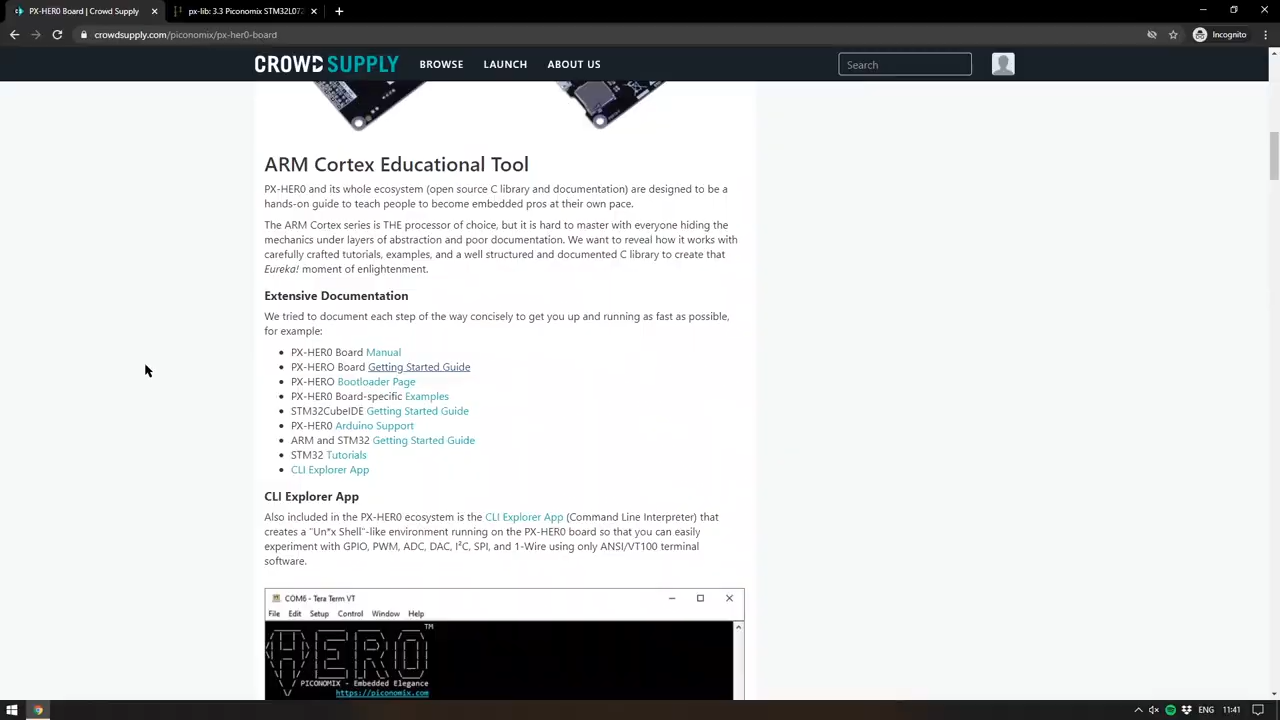 PX-HER0 Board | Crowd Supply
px-lib: 3.3 Piconomix STM32L07
crowdsupply.com/piconomix/px-her0-board
Incognito
CROWD SUPPLY BROWSE LAUNCH ABOUT US
Search
ARM Cortex Educational Tool
PX-HER0 and its whole ecosystem (open source C library and documentation) are designed to be a
hands-on guide to teach people to become embedded pros at their own pace.
The ARM Cortex series is THE processor of choice, but it is hard to master with everyone hiding the
mechanics under layers of abstraction and poor documentation. We want to reveal how it works with
carefully crafted tutorials, examples, and a well structured and documented C library to create that
Eureka! moment of enlightenment.
Extensive Documentation
We tried to document each step of the way concisely to get you up and running as fast as possible,
for example:
PX-HER0 Board Manual
PX-HERO Board Getting Started Guide
PX-HERO Bootloader Page
PX-HER0 Board-specific Examples
STM32CubeIDE Getting Started Guide
PX-HER0 Arduino Support
ARM and STM32 Getting Started Guide
STM32 Tutorials
CLI Explorer App
CLI Explorer App
Also included in the PX-HER0 ecosystem is the CLI Explorer App (Command Line Interpreter) that
creates a "Un*x Shell"-like environment running on the PX-HER0 board so that you can easily
experiment with GPIO, PWM, ADC, DAC, I²C, SPI, and 1-Wire using only ANSI/VT100 terminal
software.
COM6 - Tera Term VT
File Edit Setup Control Window Help
TM
HERO
PICONOMIX - Embedded Elegance
https://piconomix.com
ENG 11:41